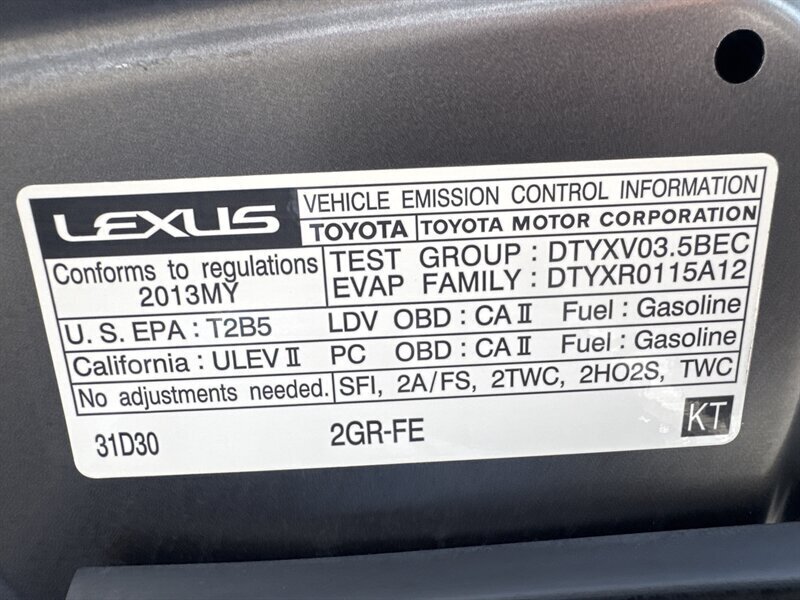 LEXUS
VEHICLE EMISSION CONTROL INFORMATION
TOYOTA TOYOTA MOTOR CORPORATION
Conforms to regulations
2013MY
TEST GROUP : DTYXV03.5BEC
EVAP FAMILY : DTYXR0115A12
U. S. EPA : T2B5 LDV OBD : CA II Fuel : Gasoline
California : ULEV II PC OBD : CA II Fuel : Gasoline
No adjustments needed. SFI, 2A/FS, 2TWC, 2HO2S, TWC
31D30 2GR-FE KT